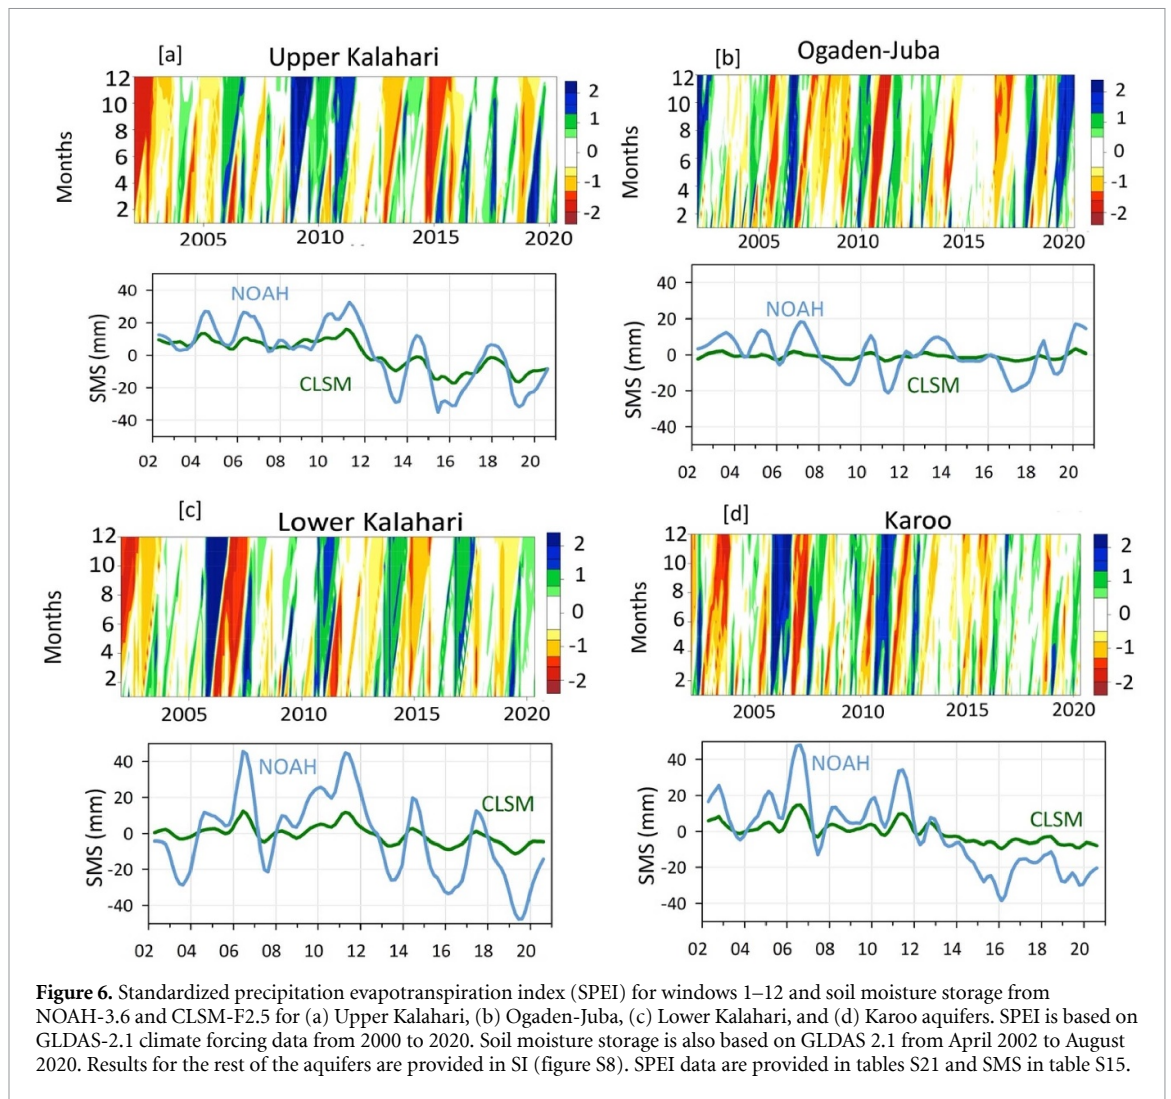 [a] Upper Kalahari
12
10
8
6
4
2
Months
2005 2010 2015 2020
2
1
0
-1
-2
40
20
0
-20
-40
SMS (mm)
NOAH
CLSM
02 04 06 08 10 12 14 16 18 20
[b] Ogaden-Juba
12
10
8
6
4
2
Months
2005 2010 2015 2020
2
1
0
-1
-2
40
20
0
-20
-40
SMS (mm)
NOAH
CLSM
02 04 06 08 10 12 14 16 18 20
[c] Lower Kalahari
12
10
8
6
4
2
Months
2005 2010 2015 2020
2
1
0
-1
-2
40
20
0
-20
-40
SMS (mm)
NOAH
CLSM
02 04 06 08 10 12 14 16 18 20
[d] Karoo
12
10
8
6
4
2
Months
2005 2010 2015 2020
2
1
0
-1
-2
40
20
0
-20
-40
SMS (mm)
NOAH
CLSM
02 04 06 08 10 12 14 16 18 20
Figure 6. Standardized precipitation evapotranspiration index (SPEI) for windows 1–12 and soil moisture storage from
NOAH-3.6 and CLSM-F2.5 for (a) Upper Kalahari, (b) Ogaden-Juba, (c) Lower Kalahari, and (d) Karoo aquifers. SPEI is based on
GLDAS-2.1 climate forcing data from 2000 to 2020. Soil moisture storage is also based on GLDAS 2.1 from April 2002 to August
2020. Results for the rest of the aquifers are provided in SI (figure S8). SPEI data are provided in tables S21 and SMS in table S15.